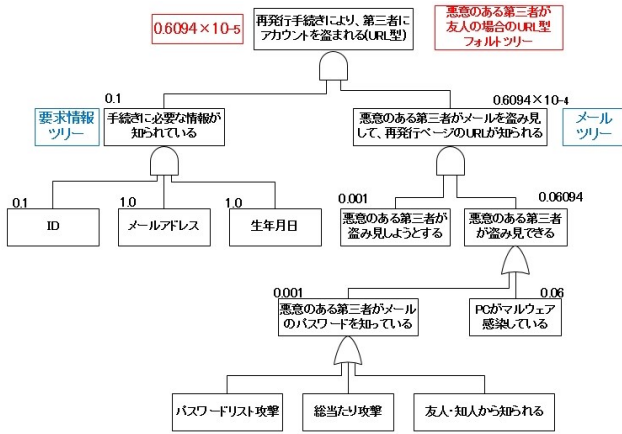 0.6094×10-5
再発行手続きにより、第三者に
アカウントを盗まれる(URL型)
悪意のある第三者が
友人の場合のURL型
フォルトツリー
0.1
0.6094×10-4
要求情報
ツリー
手続きに必要な情報が
知られている
悪意のある第三者がメールを盗み見
して、再発行ページのURLが知られる
メール
ツリー
0.1
1.0
1.0
0.001
0.06094
ID
メールアドレス
生年月日
悪意のある第三者が
盗み見しようとする
悪意のある第三者
が盗み見できる
0.001
0.06
悪意のある第三者がメール
のパスワードを知っている
PCがマルウェア
感染している
パスワードリスト攻撃
総当たり攻撃
友人・知人から知られる